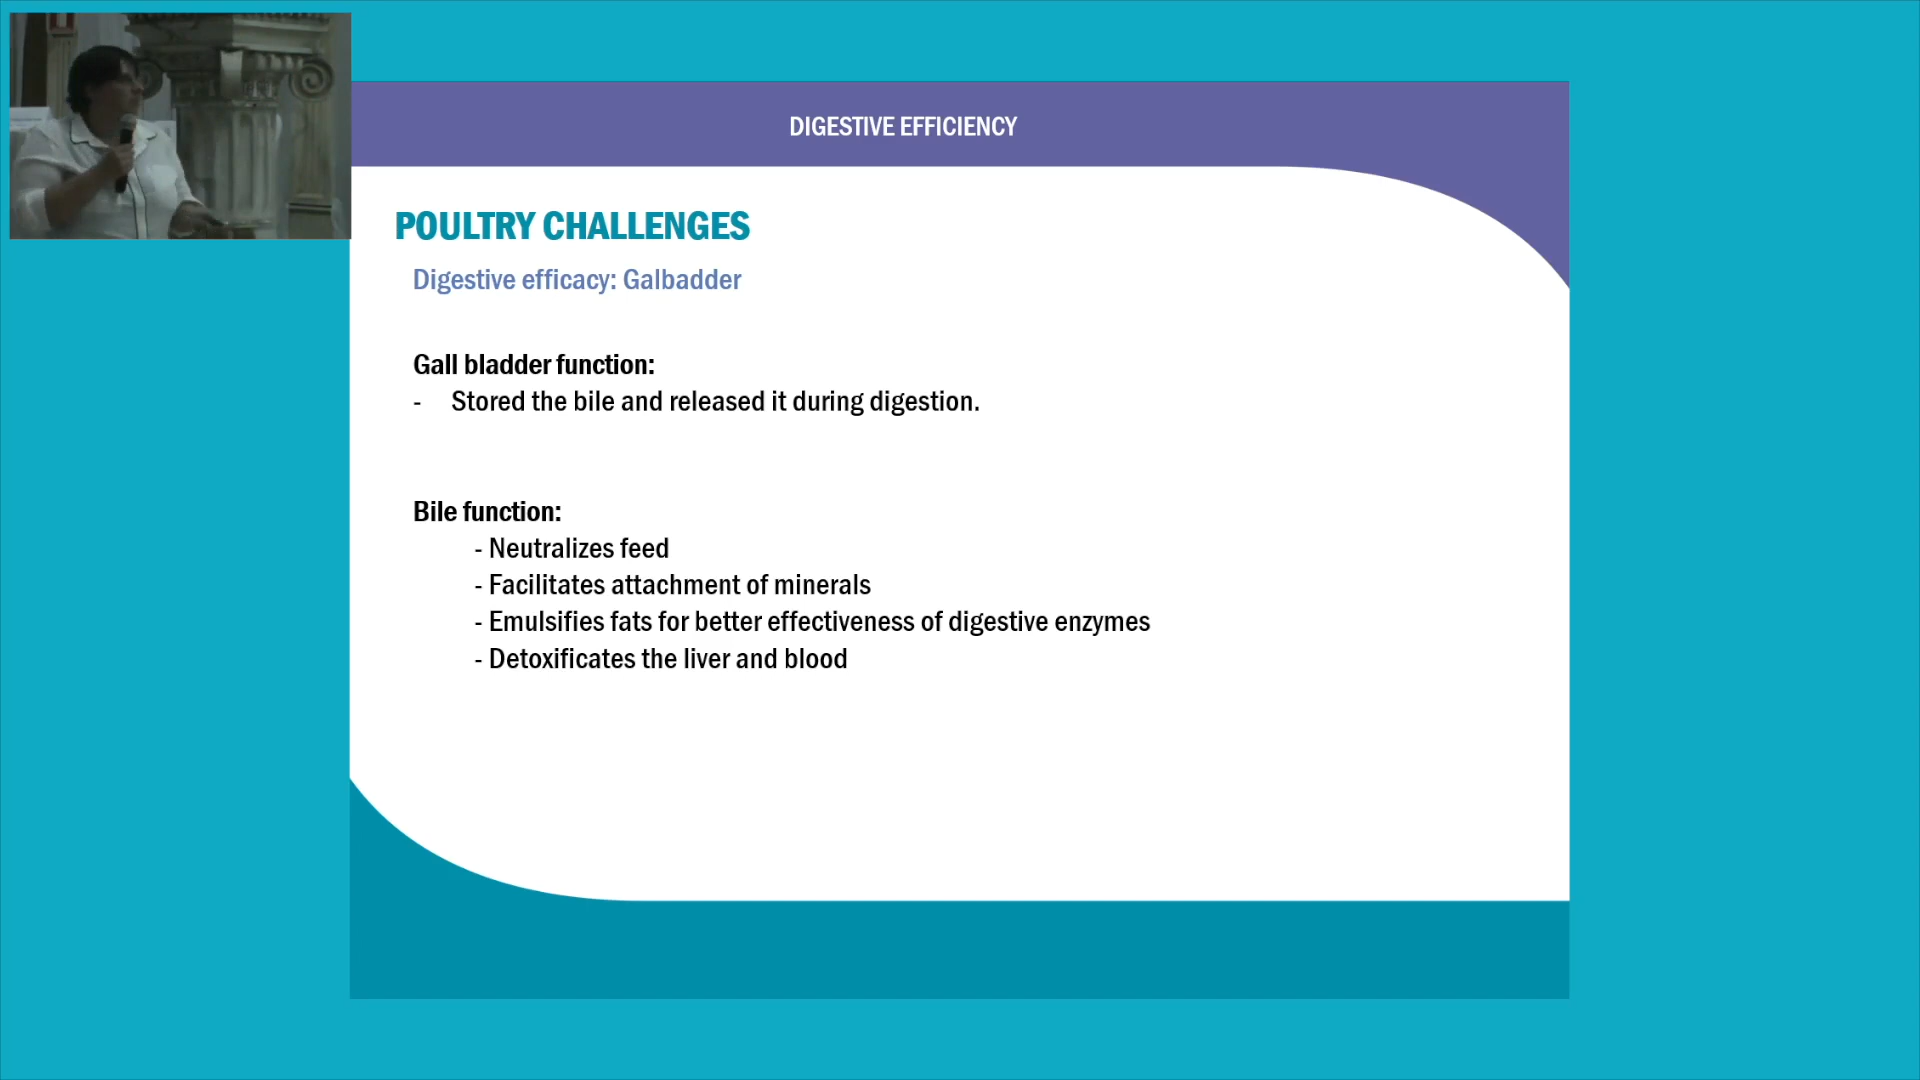 DIGESTIVE EFFICIENCY
POULTRY CHALLENGES
Digestive efficacy: Galbadder
Gall bladder function:
- Stored the bile and released it during digestion.
Bile function:
- Neutralizes feed
- Facilitates attachment of minerals
- Emulsifies fats for better effectiveness of digestive enzymes
- Detoxificates the liver and blood